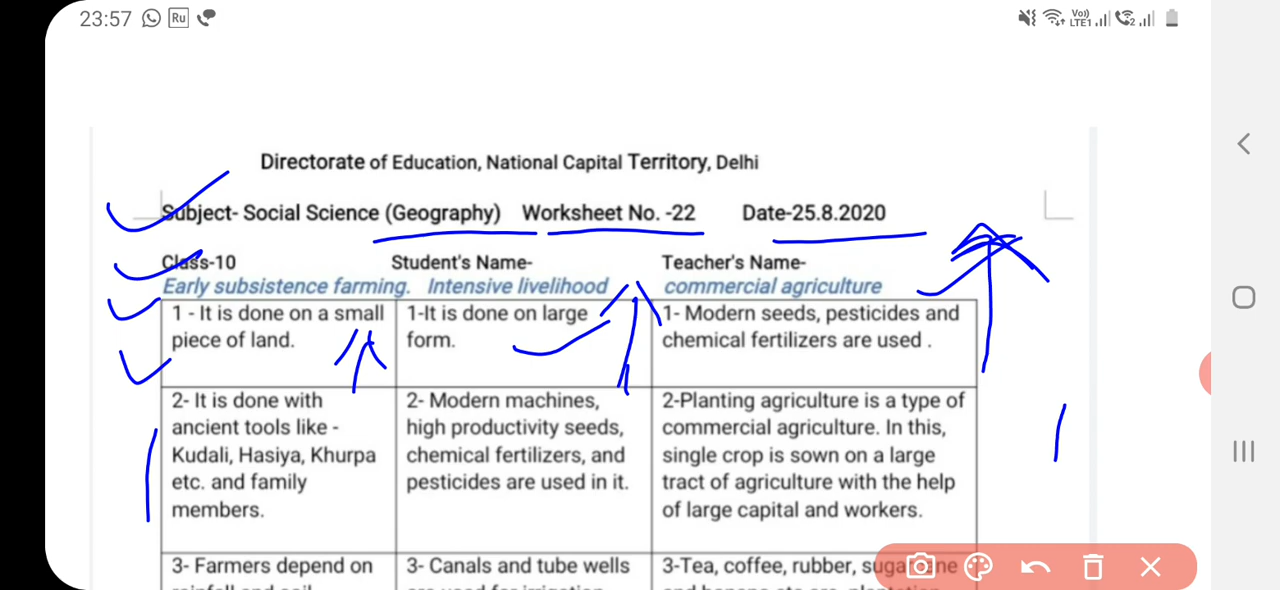 23:57 Ru Vo)) LTE1 2
Directorate of Education, National Capital Territory, Delhi
Subject- Social Science (Geography) Worksheet No. -22 Date-25.8.2020
Class-10 Student's Name- Teacher's Name-
Early subsistence farming. Intensive livelihood commercial agriculture
1 - It is done on a small
piece of land.
1-It is done on large
form.
1- Modern seeds, pesticides and
chemical fertilizers are used .
2- It is done with
ancient tools like -
Kudali, Hasiya, Khurpa
etc. and family
members.
2- Modern machines,
high productivity seeds,
chemical fertilizers, and
pesticides are used in it.
2-Planting agriculture is a type of
commercial agriculture. In this,
single crop is sown on a large
tract of agriculture with the help
of large capital and workers.
3- Farmers depend on
3- Canals and tube wells
3-Tea, coffee, rubber,